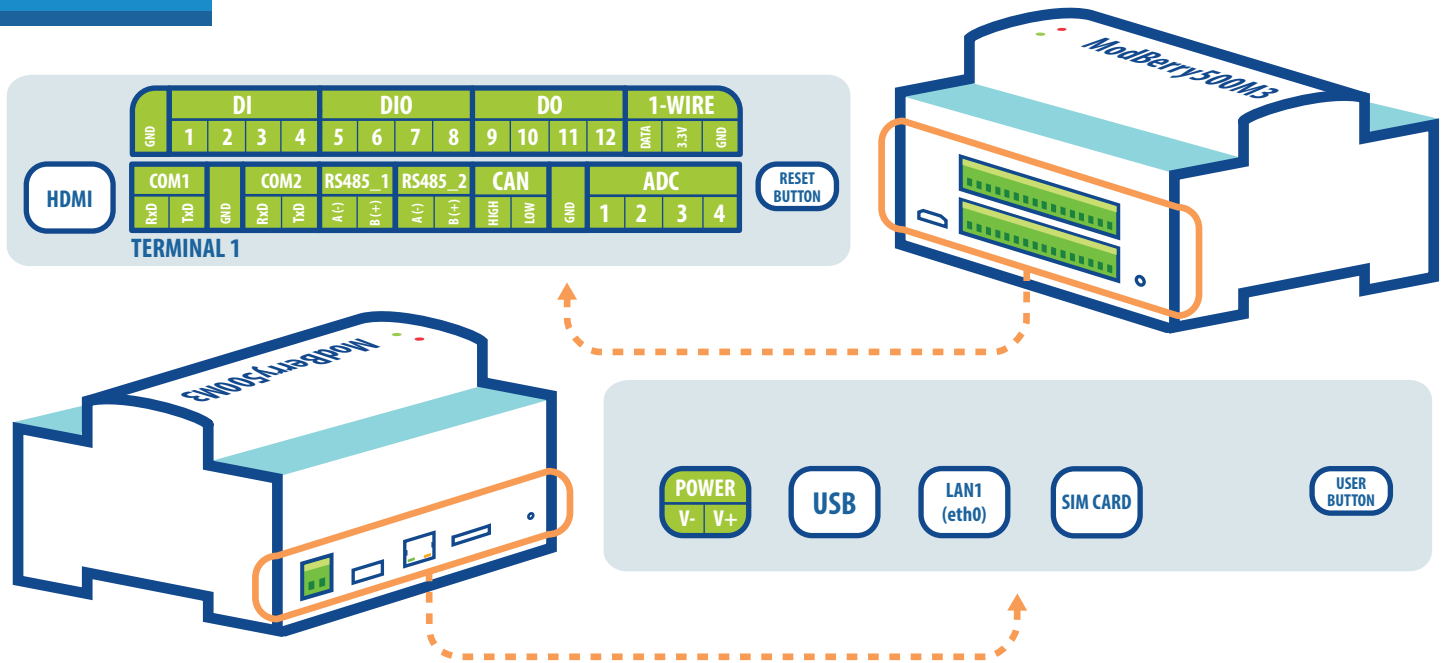 ModBerry500M3
DI DIO DO 1-WIRE
GND 1 2 3 4 5 6 7 8 9 10 11 12 DATA 3.3V GND
HDMI
COM1 GND COM2 RS485_1 RS485_2 CAN GND ADC
RxD TxD RxD TxD A (-) B (+) A (-) B (+) HIGH LOW 1 2 3 4
RESET
BUTTON
TERMINAL 1
ModBerry500M3
POWER
V- V+
USB
LAN1
(eth0)
SIM CARD
USER
BUTTON